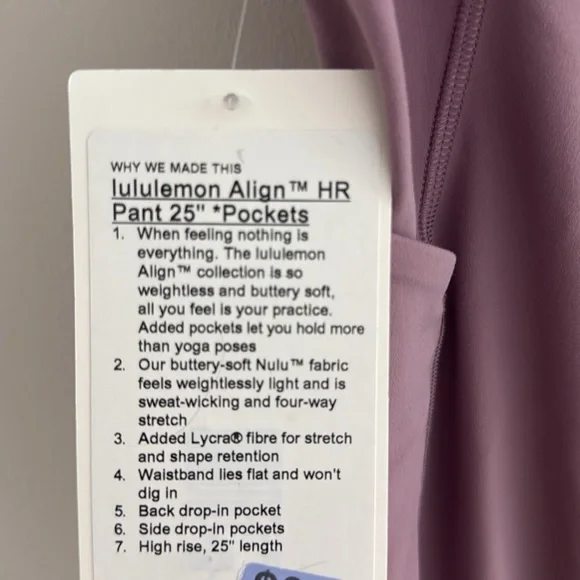 WHY WE MADE THIS
lululemon Align™ HR
Pant 25" *Pockets
1. When feeling nothing is
everything. The lululemon
Align™ collection is so
weightless and buttery soft,
all you feel is your practice.
Added pockets let you hold more
than yoga poses
2. Our buttery-soft Nulu™ fabric
feels weightlessly light and is
sweat-wicking and four-way
stretch
3. Added Lycra® fibre for stretch
and shape retention
4. Waistband lies flat and won't
dig in
5. Back drop-in pocket
6. Side drop-in pockets
7. High rise, 25" length